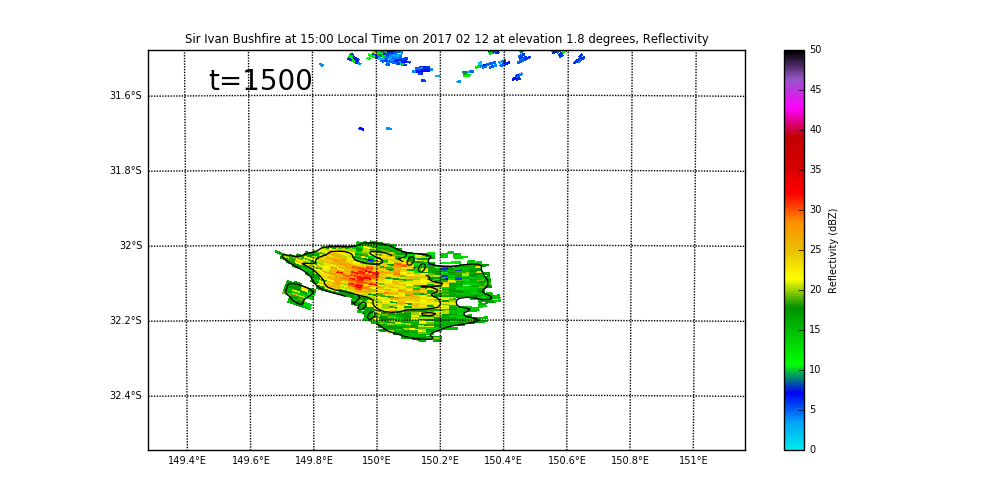 Sir Ivan Bushfire at 15:00 Local Time on 2017 02 12 at elevation 1.8 degrees, Reflectivity
t=1500
31.6°S
31.8°S
32°S
32.2°S
32.4°S
149.4°E 149.6°E 149.8°E 150°E 150.2°E 150.4°E 150.6°E 150.8°E 151°E
50
45
40
35
30
25
20
15
10
5
0
Reflectivity (dBZ)